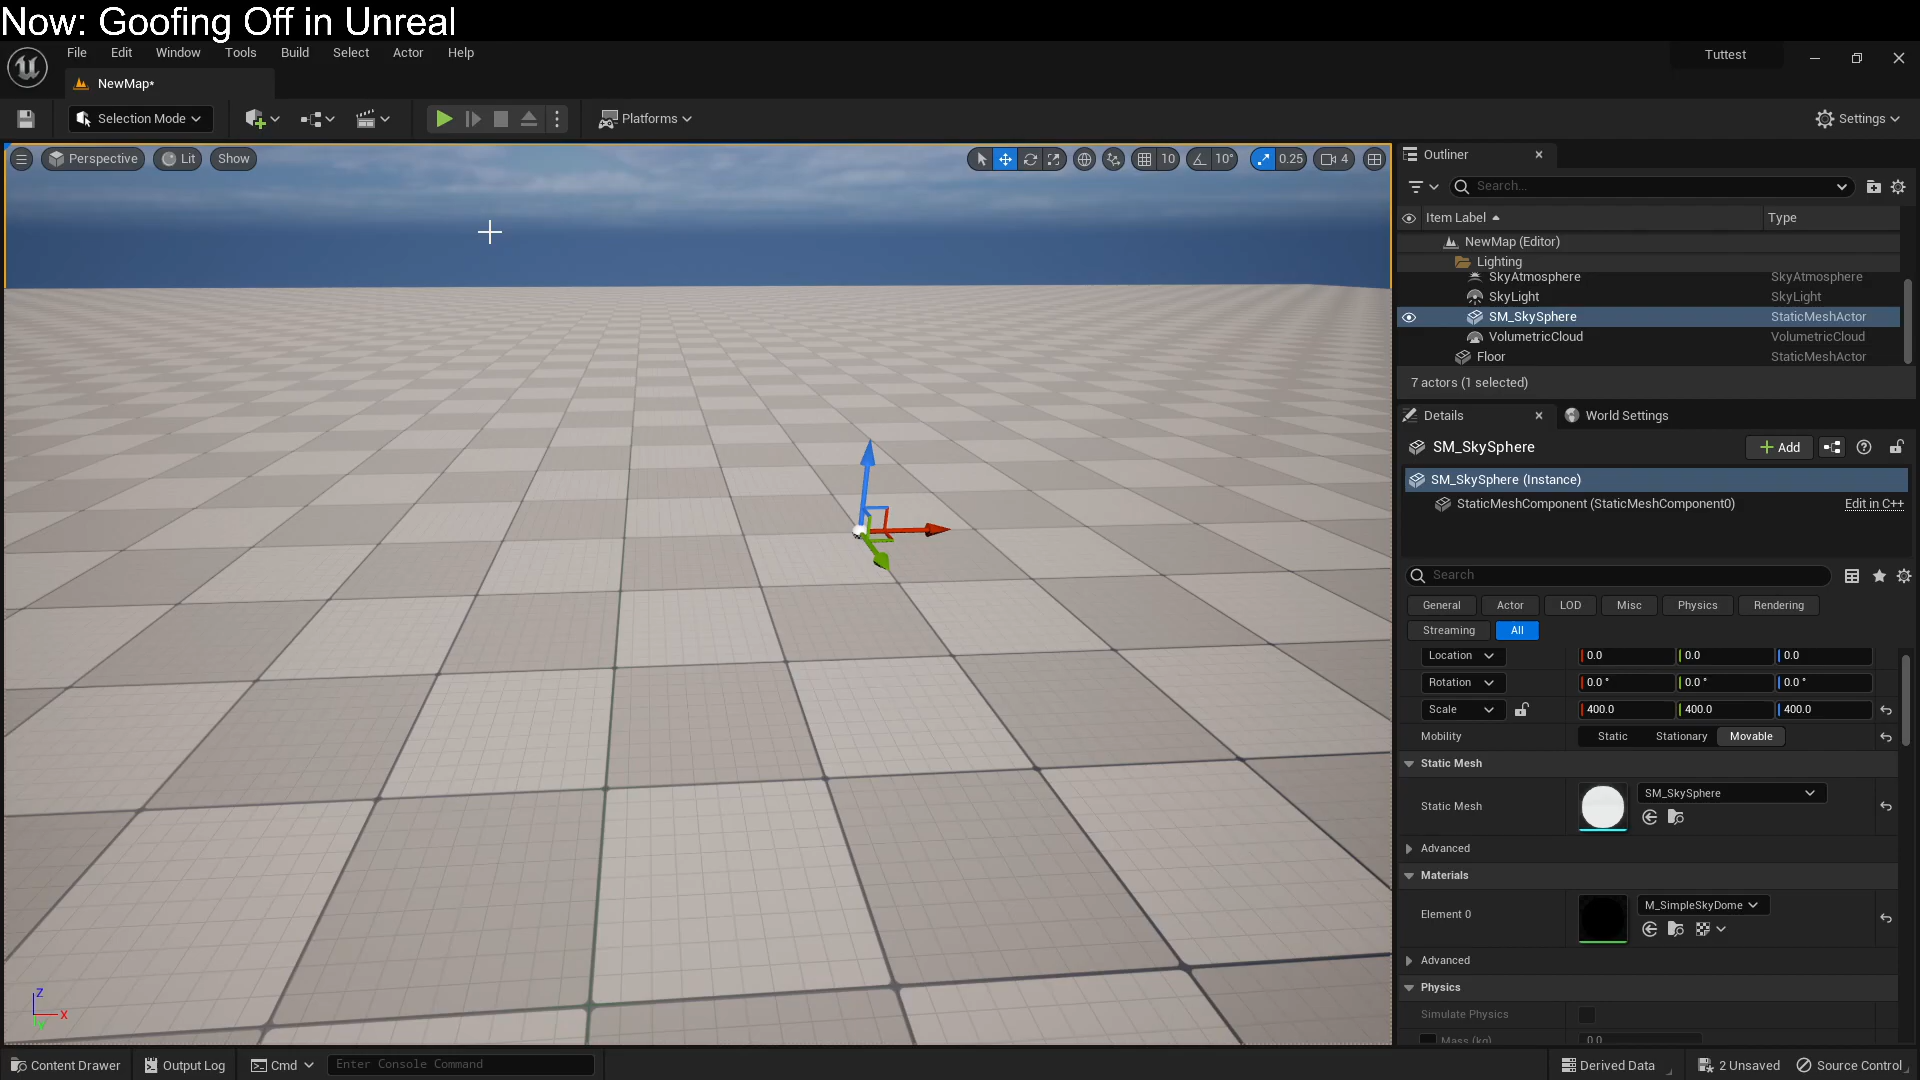 Now: Goofing Off in Unreal
File Edit Window Tools Build Select Actor Help
Tuttest
NewMap*
Selection Mode
Platforms
Settings
Perspective Lit Show
10 10° 0.25 4
Outliner
Search...
Item Label Type
NewMap (Editor)
Lighting
SkyAtmosphere SkyAtmosphere
SkyLight SkyLight
SM_SkySphere StaticMeshActor
VolumetricCloud VolumetricCloud
Floor StaticMeshActor
7 actors (1 selected)
Details World Settings
SM_SkySphere Add
SM_SkySphere (Instance)
StaticMeshComponent (StaticMeshComponent0) Edit in C++
Search
General Actor LOD Misc Physics Rendering
Streaming All
Location 0.0 0.0 0.0
Rotation 0.0 ° 0.0 ° 0.0 °
Scale 400.0 400.0 400.0
Mobility Static Stationary Movable
Static Mesh
Static Mesh SM_SkySphere
Advanced
Materials
Element 0 M_SimpleSkyDome
Advanced
Physics
Simulate Physics
Mass (kg) 0.0
Z
X
Y
Content Drawer Output Log Cmd Enter Console Command Derived Data 2 Unsaved Source Control